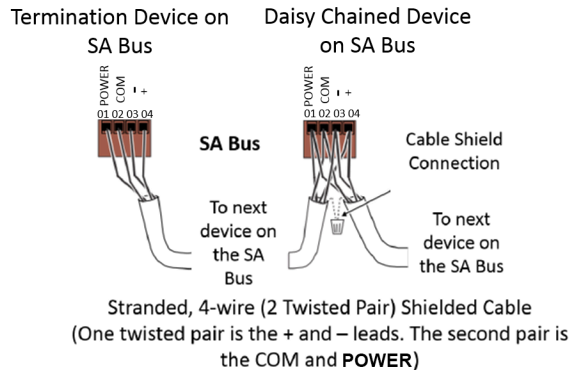 Termination Device on
SA Bus
Daisy Chained Device
on SA Bus
POWER
COM
–
+
01 02 03 04
POWER
COM
–
+
01 02 03 04
SA Bus
Cable Shield
Connection
To next
device on
the SA
Bus
To next
device on
the SA Bus
Stranded, 4-wire (2 Twisted Pair) Shielded Cable
(One twisted pair is the + and – leads. The second pair is
the COM and POWER)